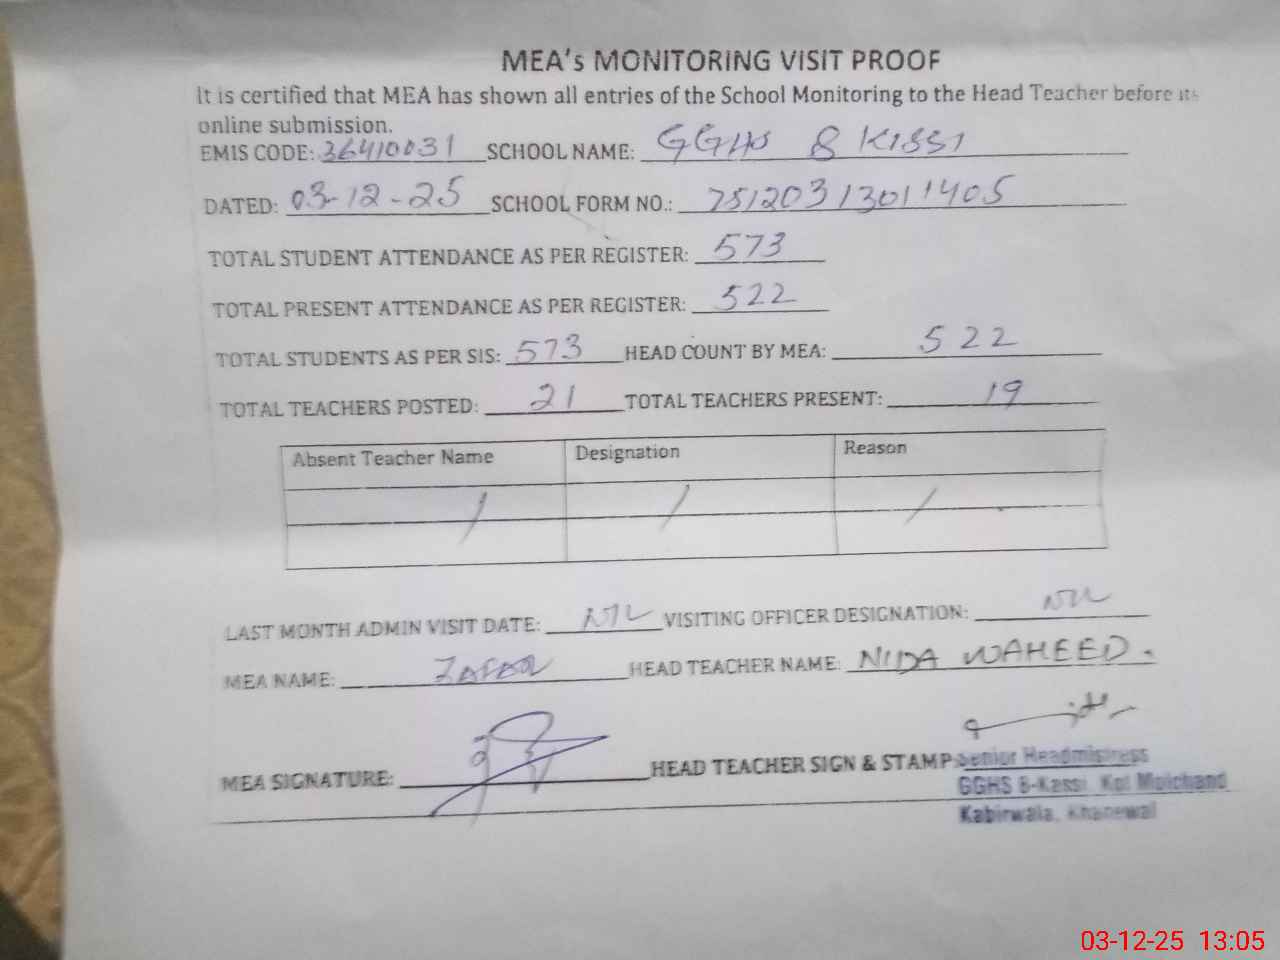 MEA's MONITORING VISIT PROOF
It is certified that MEA has shown all entries of the School Monitoring to the Head Teacher before its
online submission.
EMIS CODE: 36410031 SCHOOL NAME: GGHS 8 KISSI
DATED: 03-12-25 SCHOOL FORM NO.: 75120313011405
TOTAL STUDENT ATTENDANCE AS PER REGISTER: 573
TOTAL PRESENT ATTENDANCE AS PER REGISTER: 522
TOTAL STUDENTS AS PER SIS: 573 HEAD COUNT BY MEA: 522
TOTAL TEACHERS POSTED: 21 TOTAL TEACHERS PRESENT: 19
Absent Teacher Name Designation Reason
/ / /
LAST MONTH ADMIN VISIT DATE: NIL VISITING OFFICER DESIGNATION: NIL
MEA NAME: ZAFAR HEAD TEACHER NAME: NIDA WAHEED.
MEA SIGNATURE: HEAD TEACHER SIGN & STAMP: Senior Headmistress
GGHS 8-Kassi, Kot Molchand
Kabirwala, Khanewal
03-12-25 13:05